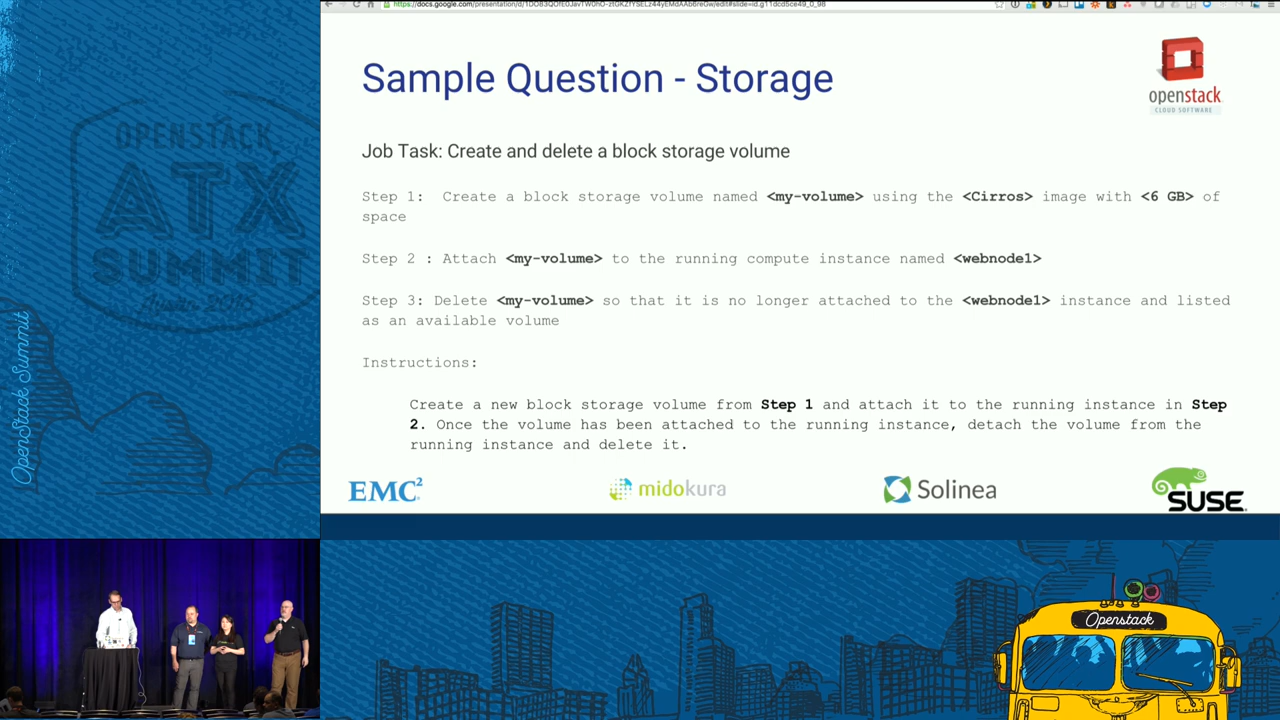 Sample Question - Storage
openstack
CLOUD SOFTWARE
Job Task: Create and delete a block storage volume
Step 1:  Create a block storage volume named <my-volume> using the <Cirros> image with <6 GB> of
space
Step 2 : Attach <my-volume> to the running compute instance named <webnode1>
Step 3: Delete <my-volume> so that it is no longer attached to the <webnode1> instance and listed
as an available volume
Instructions:
Create a new block storage volume from Step 1 and attach it to the running instance in Step
2. Once the volume has been attached to the running instance, detach the volume from the
running instance and delete it.
EMC²
midokura
Solinea
SUSE
OPENSTACK
ATX
SUMMIT
OpenStack Summit
Openstack